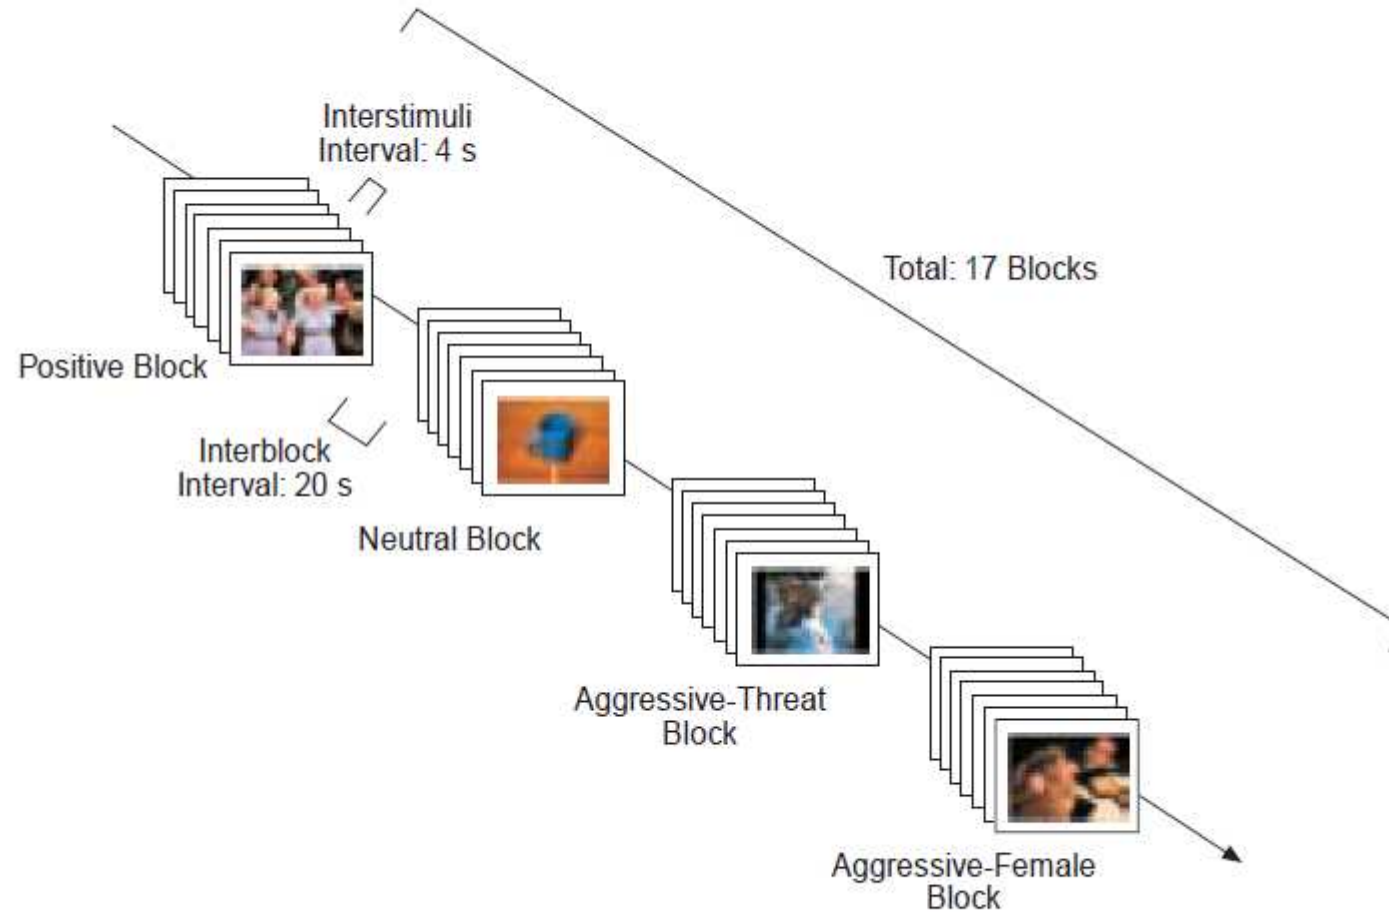 Interstimuli
Interval: 4 s
Total: 17 Blocks
Positive Block
Interblock
Interval: 20 s
Neutral Block
Aggressive-Threat
Block
Aggressive-Female
Block